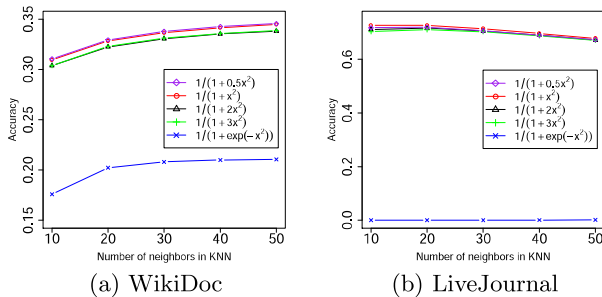 0.35
0.30
0.25
0.20
0.15
Accuracy
1/(1+0.5x²)
1/(1+x²)
1/(1+2x²)
1/(1+3x²)
1/(1+exp(−x²))
10 20 30 40 50
Number of neighbors in KNN
(a) WikiDoc
0.6
0.4
0.2
0.0
Accuracy
1/(1+0.5x²)
1/(1+x²)
1/(1+2x²)
1/(1+3x²)
1/(1+exp(−x²))
10 20 30 40 50
Number of neighbors in KNN
(b) LiveJournal